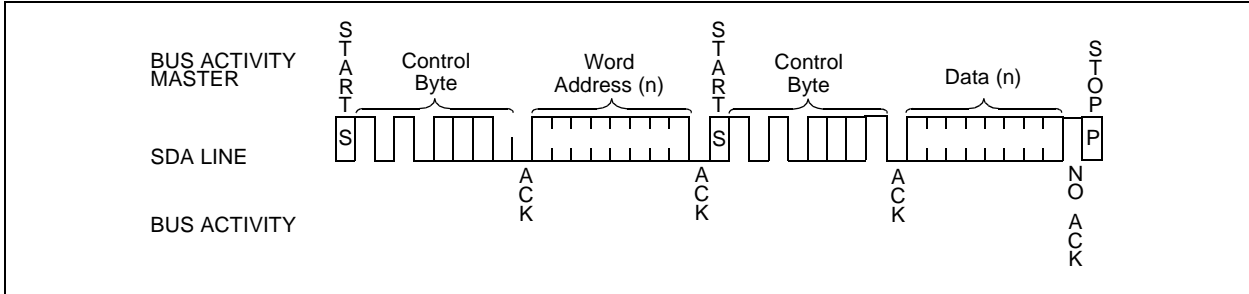 BUS ACTIVITY
MASTER
START
Control
Byte
Word
Address (n)
START
Control
Byte
Data (n)
STOP
S
S
P
SDA LINE
ACK
ACK
ACK
NO ACK
BUS ACTIVITY